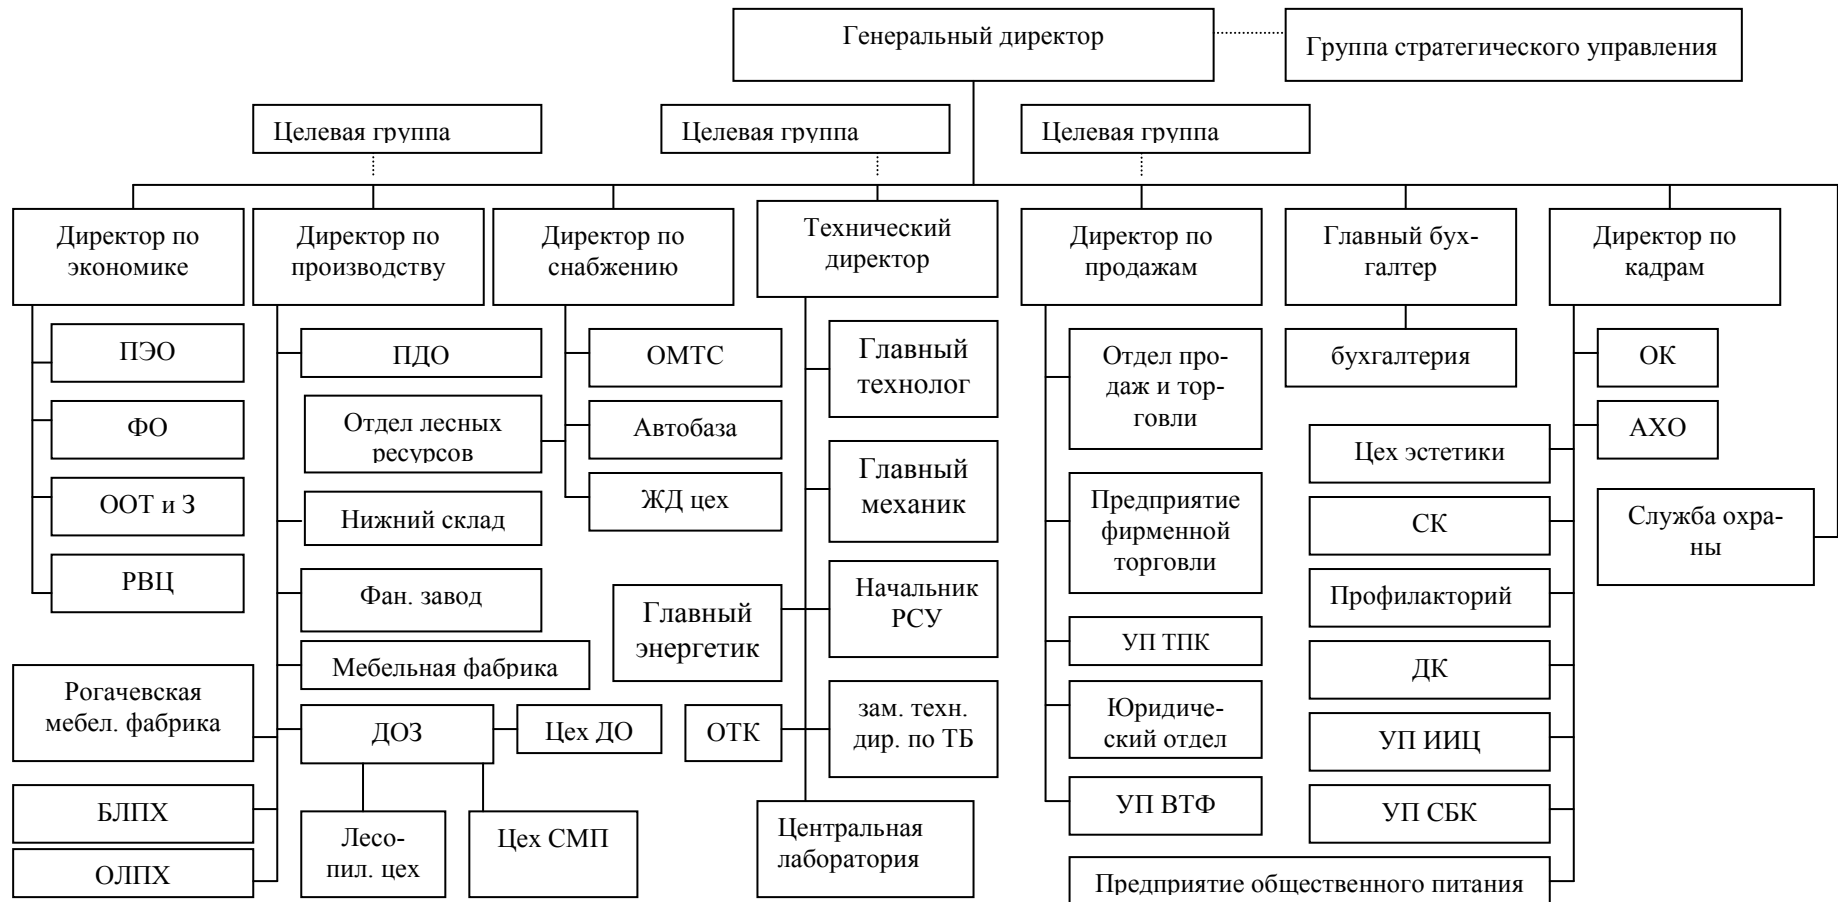 Генеральный директор
Группа стратегического управления
Целевая группа
Целевая группа
Целевая группа
Директор по
экономике
Директор по
производству
Директор по
снабжению
Технический
директор
Директор по
продажам
Главный бух-
галтер
Директор по
кадрам
ПЭО
ФО
ООТ и З
РВЦ
ПДО
Отдел лесных
ресурсов
Нижний склад
Фан. завод
Мебельная фабрика
Рогачевская
мебел. фабрика
ДОЗ
Цех ДО
БЛПХ
ОЛПХ
Лесо-
пил. цех
Цех СМП
ОМТС
Автобаза
ЖД цех
Главный
технолог
Главный
механик
Главный
энергетик
Начальник
РСУ
ОТК
зам. техн.
дир. по ТБ
Центральная
лаборатория
Отдел про-
даж и тор-
говли
Предприятие
фирменной
торговли
УП ТПК
Юридиче-
ский отдел
УП ВТФ
бухгалтерия
ОК
АХО
Цех эстетики
СК
Служба охра-
ны
Профилакторий
ДК
УП ИИЦ
УП СБК
Предприятие общественного питания